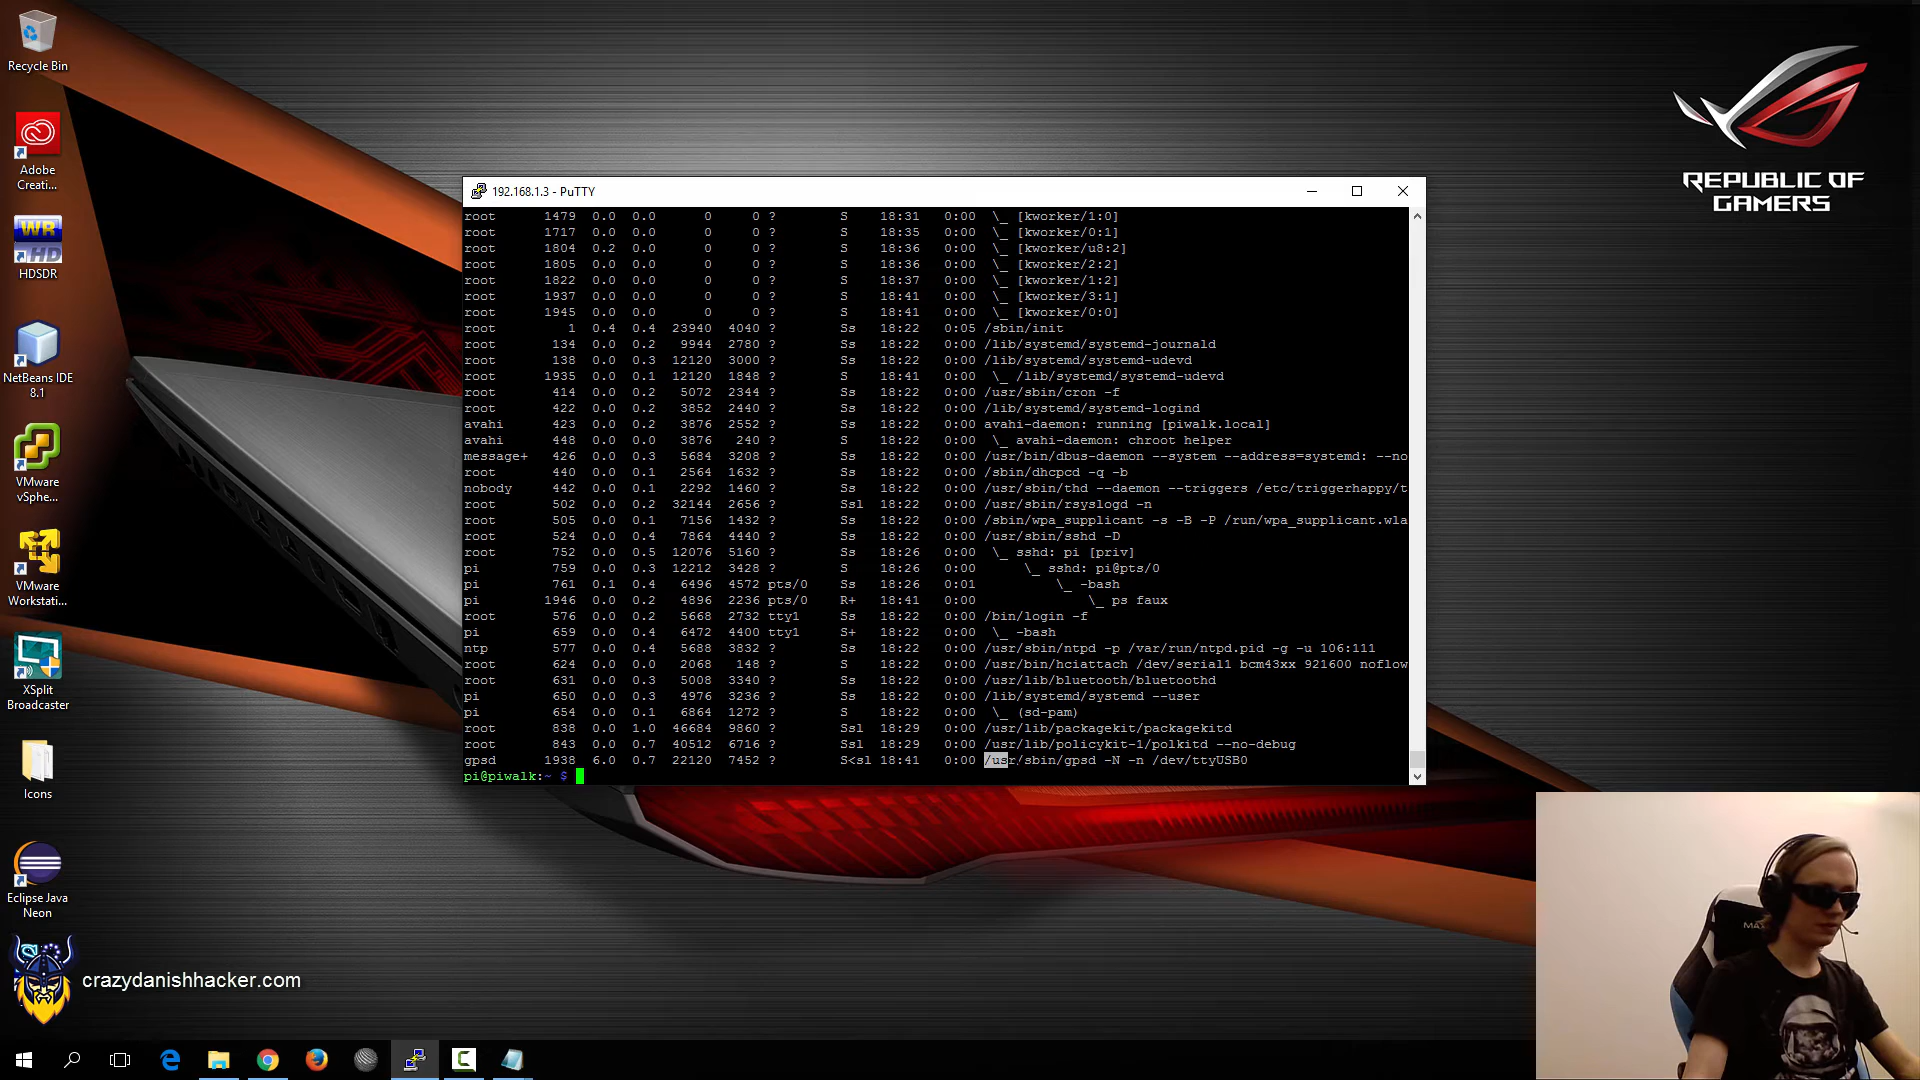 Recycle Bin
Adobe
Creati...
WR
HD
HDSDR
NetBeans IDE
8.1
VMware
vSphe...
VMware
Workstati...
XSplit
Broadcaster
Icons
Eclipse Java
Neon
crazydanishhacker.com
REPUBLIC OF
GAMERS
192.168.1.3 - PuTTY
root 1479 0.0 0.0 0 0 ? S 18:31 0:00 \_ [kworker/1:0]
root 1717 0.0 0.0 0 0 ? S 18:35 0:00 \_ [kworker/0:1]
root 1804 0.2 0.0 0 0 ? S 18:36 0:00 \_ [kworker/u8:2]
root 1805 0.0 0.0 0 0 ? S 18:36 0:00 \_ [kworker/2:2]
root 1822 0.0 0.0 0 0 ? S 18:37 0:00 \_ [kworker/1:2]
root 1937 0.0 0.0 0 0 ? S 18:41 0:00 \_ [kworker/3:1]
root 1945 0.0 0.0 0 0 ? S 18:41 0:00 \_ [kworker/0:0]
root 1 0.4 0.4 23940 4040 ? Ss 18:22 0:05 /sbin/init
root 134 0.0 0.2 9944 2780 ? Ss 18:22 0:00 /lib/systemd/systemd-journald
root 138 0.0 0.3 12120 3000 ? Ss 18:22 0:00 /lib/systemd/systemd-udevd
root 1935 0.0 0.1 12120 1848 ? S 18:41 0:00 \_ /lib/systemd/systemd-udevd
root 414 0.0 0.2 5072 2344 ? Ss 18:22 0:00 /usr/sbin/cron -f
root 422 0.0 0.2 3852 2440 ? Ss 18:22 0:00 /lib/systemd/systemd-logind
avahi 423 0.0 0.2 3876 2552 ? Ss 18:22 0:00 avahi-daemon: running [piwalk.local]
avahi 448 0.0 0.0 3876 240 ? S 18:22 0:00 \_ avahi-daemon: chroot helper
message+ 426 0.0 0.3 5684 3208 ? Ss 18:22 0:00 /usr/bin/dbus-daemon --system --address=systemd: --no
root 440 0.0 0.1 2564 1632 ? Ss 18:22 0:00 /sbin/dhcpcd -q -b
nobody 442 0.0 0.1 2292 1460 ? Ss 18:22 0:00 /usr/sbin/thd --daemon --triggers /etc/triggerhappy/t
root 502 0.0 0.2 32144 2656 ? Ssl 18:22 0:00 /usr/sbin/rsyslogd -n
root 505 0.0 0.1 7156 1432 ? Ss 18:22 0:00 /sbin/wpa_supplicant -s -B -P /run/wpa_supplicant.wla
root 524 0.0 0.4 7864 4440 ? Ss 18:22 0:00 /usr/sbin/sshd -D
root 752 0.0 0.5 12076 5160 ? Ss 18:26 0:00 \_ sshd: pi [priv]
pi 759 0.0 0.3 12212 3428 ? S 18:26 0:00 \_ sshd: pi@pts/0
pi 761 0.1 0.4 6496 4572 pts/0 Ss 18:26 0:01 \_ -bash
pi 1946 0.0 0.2 4896 2236 pts/0 R+ 18:41 0:00 \_ ps faux
root 576 0.0 0.2 5668 2732 tty1 Ss 18:22 0:00 /bin/login -f
pi 659 0.0 0.4 6472 4400 tty1 S+ 18:22 0:00 \_ -bash
ntp 577 0.0 0.4 5688 3832 ? Ss 18:22 0:00 /usr/sbin/ntpd -p /var/run/ntpd.pid -g -u 106:111
root 624 0.0 0.0 2068 148 ? S 18:22 0:00 /usr/bin/hciattach /dev/serial1 bcm43xx 921600 noflow
root 631 0.0 0.3 5008 3340 ? Ss 18:22 0:00 /usr/lib/bluetooth/bluetoothd
pi 650 0.0 0.3 4976 3236 ? Ss 18:22 0:00 /lib/systemd/systemd --user
pi 654 0.0 0.1 6864 1272 ? S 18:22 0:00 \_ (sd-pam)
root 838 0.0 1.0 46684 9860 ? Ssl 18:29 0:00 /usr/lib/packagekit/packagekitd
root 843 0.0 0.7 40512 6716 ? Ssl 18:29 0:00 /usr/lib/policykit-1/polkitd --no-debug
gpsd 1938 6.0 0.7 22120 7452 ? S<sl 18:41 0:00 /usr/sbin/gpsd -N -n /dev/ttyUSB0
pi@piwalk:~ $